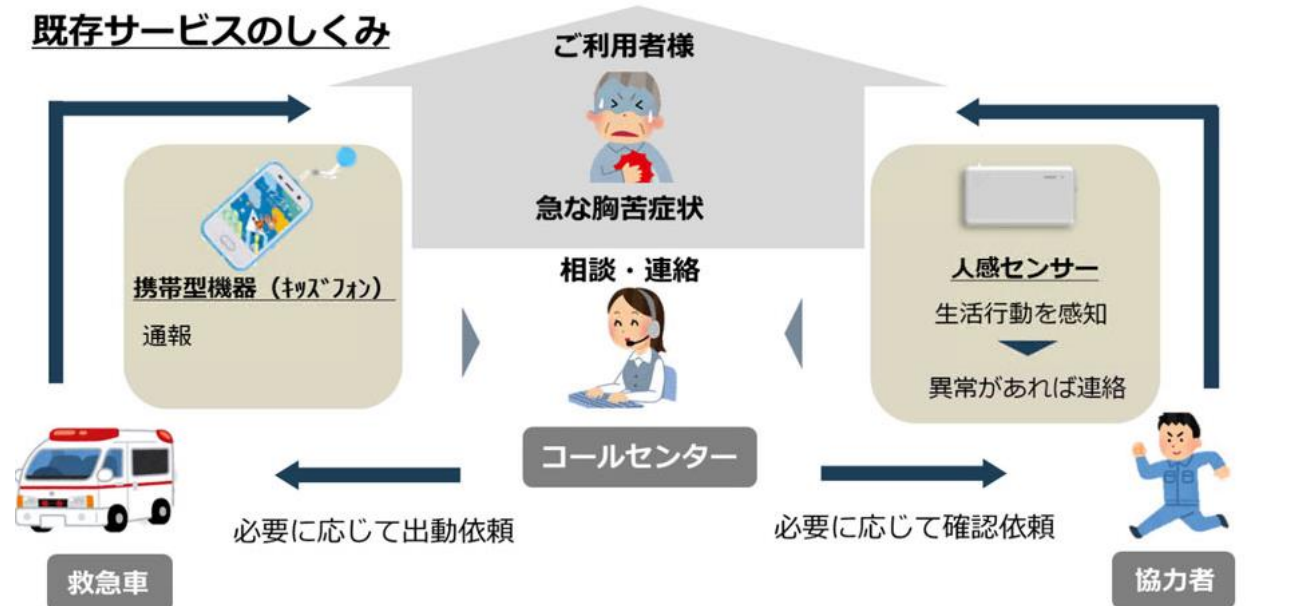 既存サービスのしくみ
ご利用者様
急な胸苦症状
携帯型機器（ｷｯｽﾞﾌｫﾝ）
通報
相談・連絡
コールセンター
人感センサー
生活行動を感知
異常があれば連絡
必要に応じて出動依頼
必要に応じて確認依頼
救急車
協力者